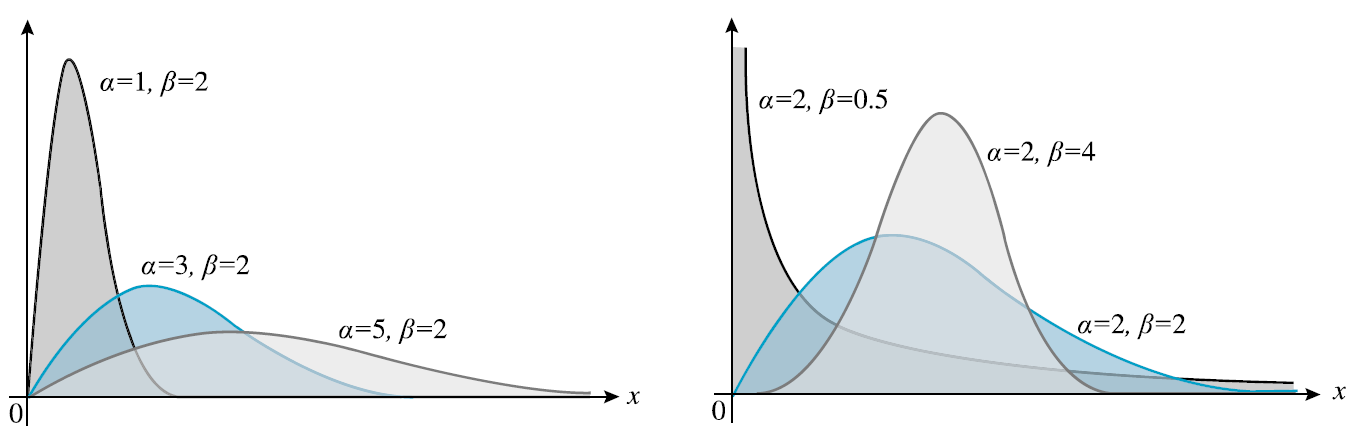 α=1, β=2
α=3, β=2
α=5, β=2
0
x
α=2, β=0.5
α=2, β=4
α=2, β=2
0
x